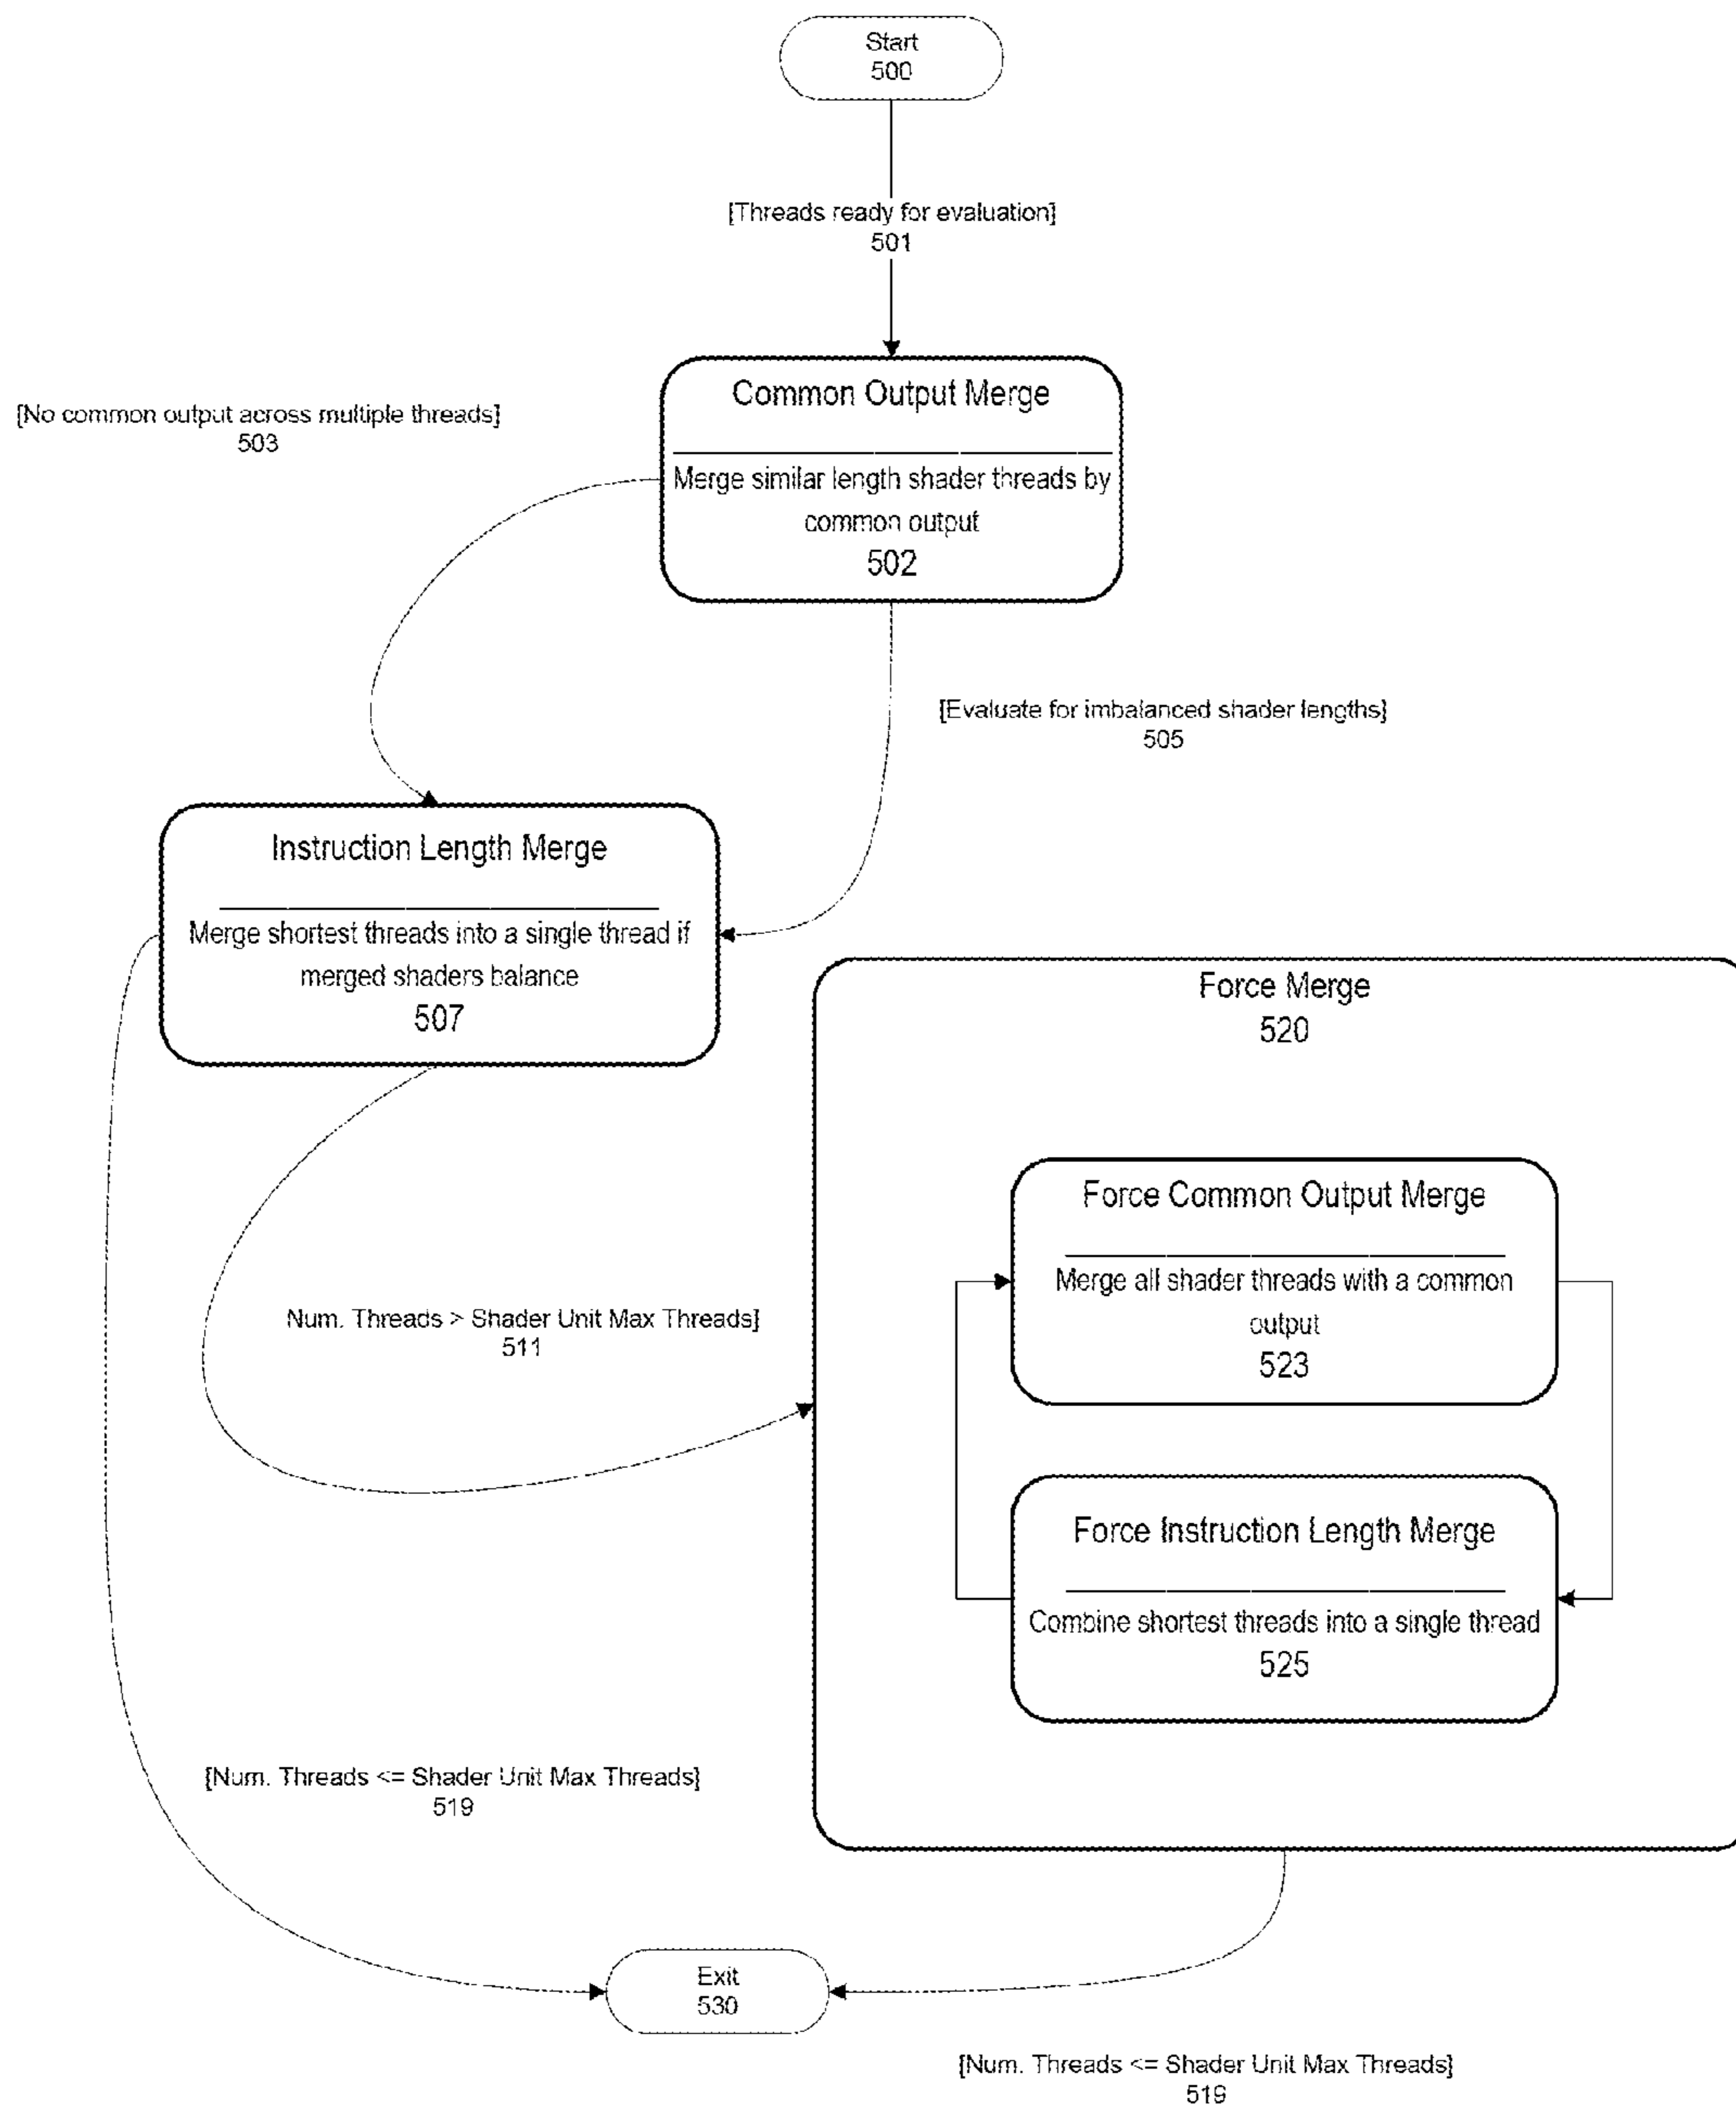 Start
500
[Threads ready for evaluation]
501
Common Output Merge
Merge similar length shader threads by
common output
502
[No common output across multiple threads]
503
[Evaluate for imbalanced shader lengths]
505
Instruction Length Merge
Merge shortest threads into a single thread if
merged shaders balance
507
Force Merge
520
Force Common Output Merge
Merge all shader threads with a common
output
523
Num. Threads > Shader Unit Max Threads]
511
Force Instruction Length Merge
Combine shortest threads into a single thread
525
[Num. Threads <= Shader Unit Max Threads]
519
Exit
530
[Num. Threads <= Shader Unit Max Threads]
519